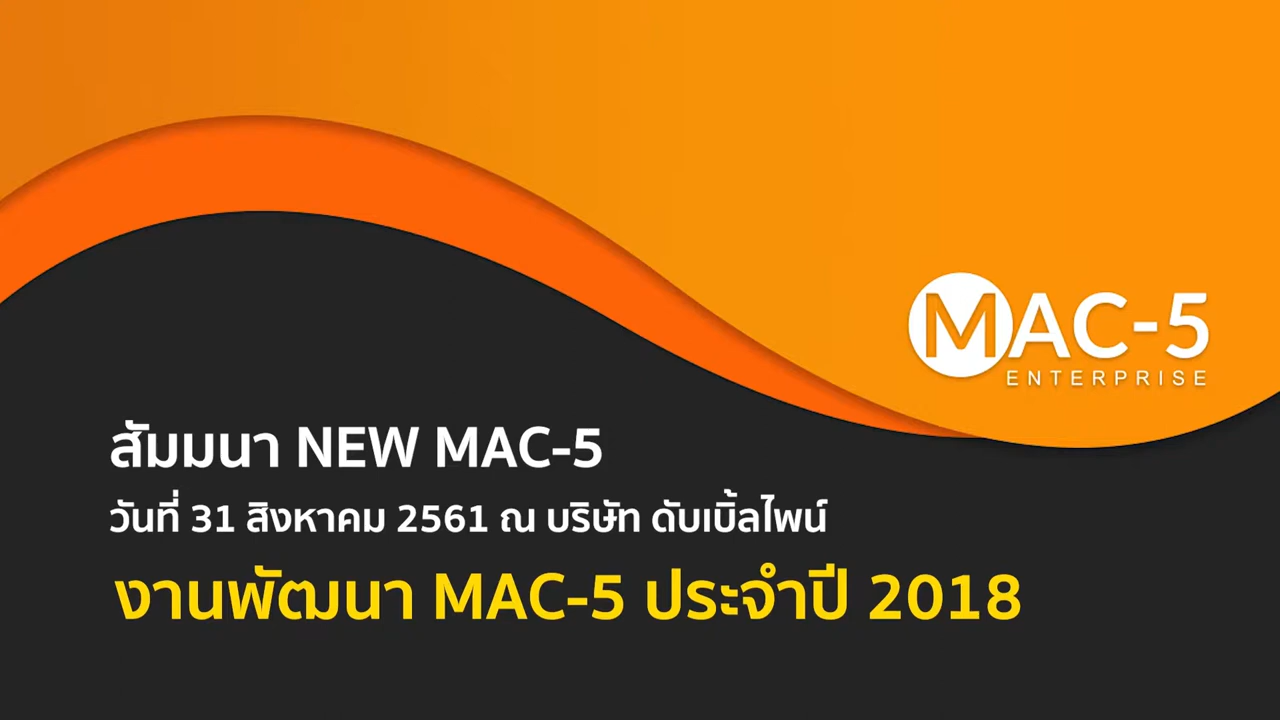 MAC-5
ENTERPRISE
สัมมนา NEW MAC-5
วันที่ 31 สิงหาคม 2561 ณ บริษัท ดับเบิ้ลไพน์
งานพัฒนา MAC-5 ประจำปี 2018